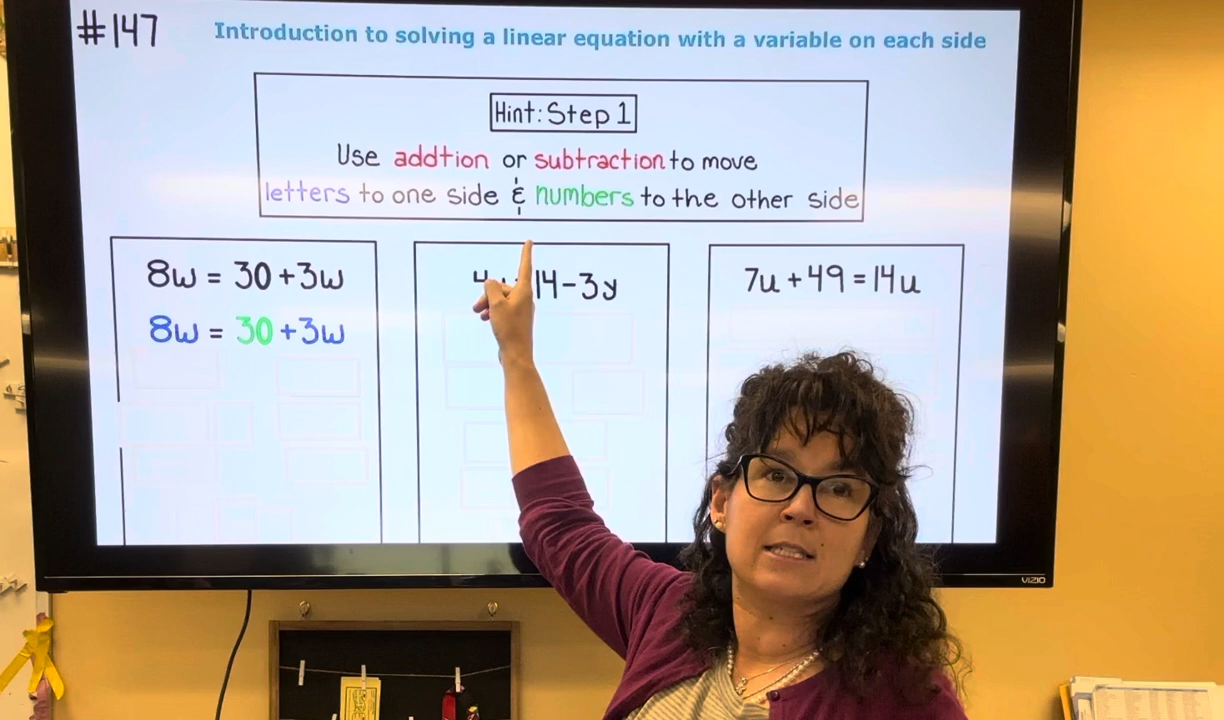 #147
Introduction to solving a linear equation with a variable on each side
Hint: Step 1
Use addtion or subtraction to move
letters to one side & numbers to the other side
8w = 30 + 3w
8w = 30 + 3w
14 - 3y
7u + 49 = 14u
VIZIO